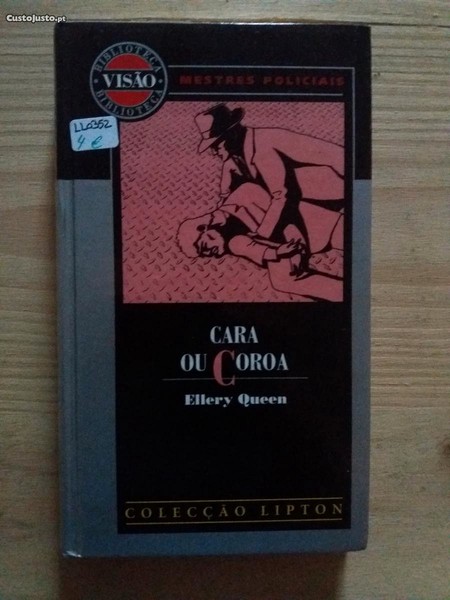 CustoJusto.pt
BIBLIOTECA
VISÃO
BIBLIOTECA
MESTRES POLICIAIS
LL0352
4 €
CARA
OU COROA
Ellery Queen
COLECÇÃO LIPTON